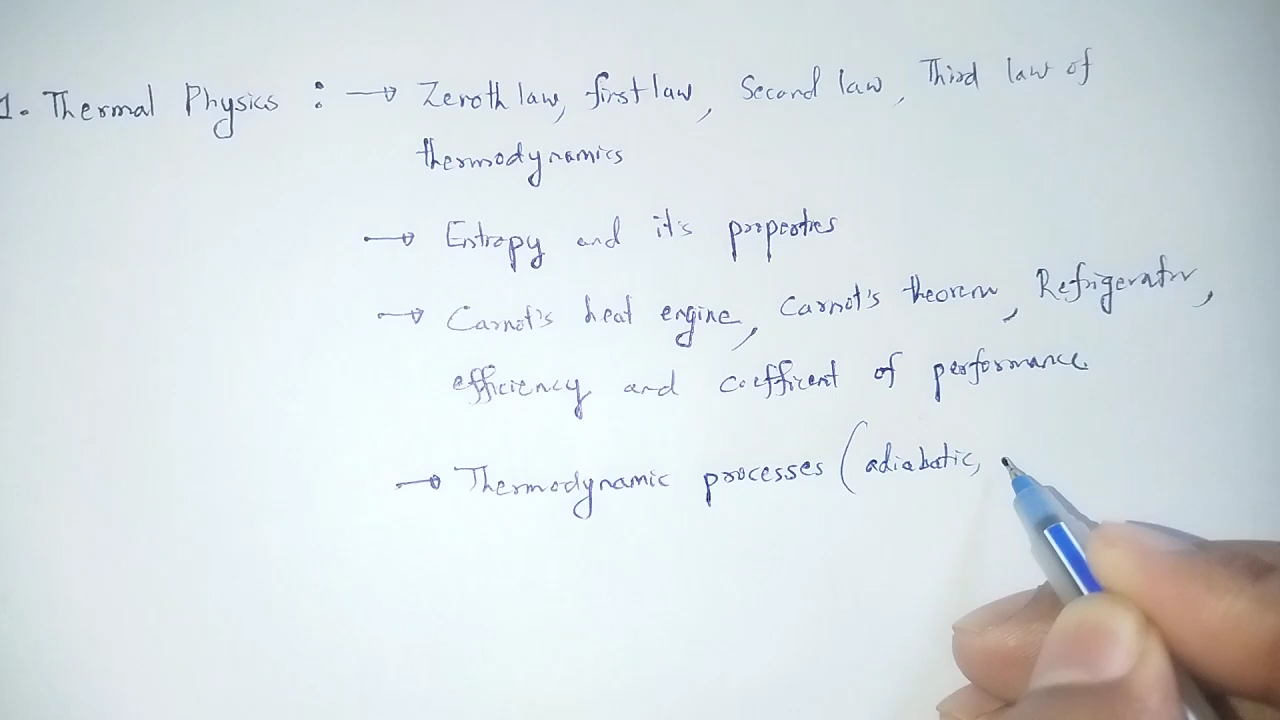 1. Thermal Physics : → Zeroth law, first law, Second law, Third law of
thermodynamics
→ Entropy and it's properties
→ Carnot's heat engine, Carnot's theorem, Refrigerator,
efficiency and coefficent of performance.
→ Thermodynamic processes (adiabatic,